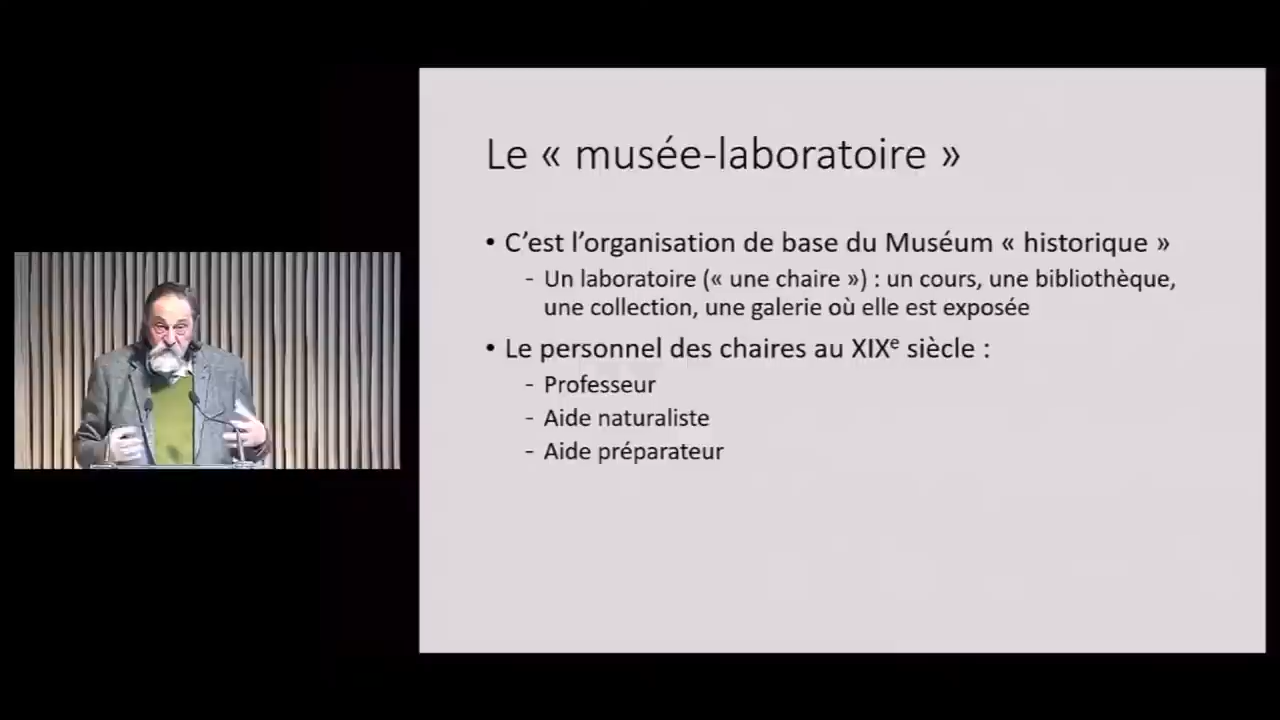 Le « musée-laboratoire »
• C’est l’organisation de base du Muséum « historique »
- Un laboratoire (« une chaire ») : un cours, une bibliothèque,
une collection, une galerie où elle est exposée
• Le personnel des chaires au XIXe siècle :
- Professeur
- Aide naturaliste
- Aide préparateur